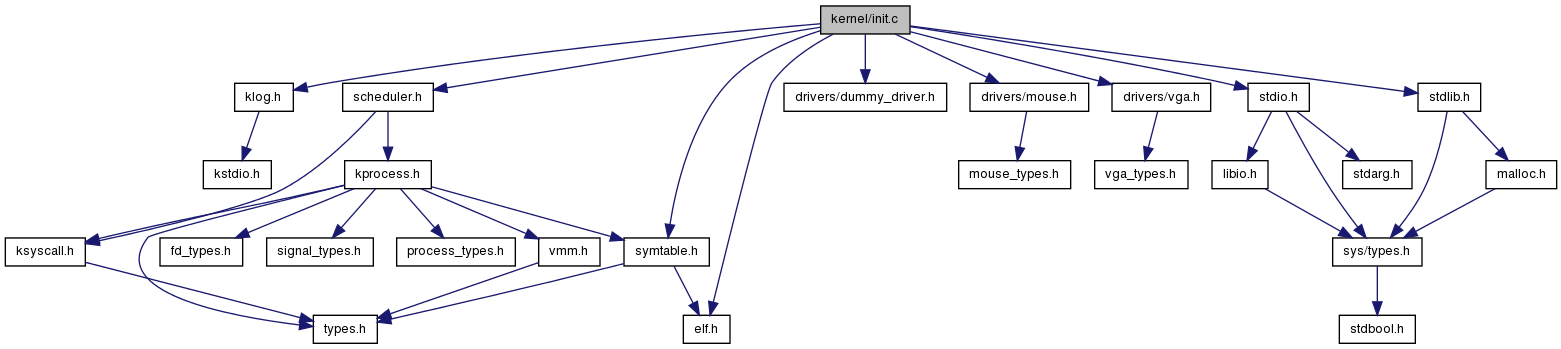 kernel/init.c
klog.h
scheduler.h
drivers/dummy_driver.h
drivers/mouse.h
drivers/vga.h
stdio.h
stdlib.h
kstdio.h
kprocess.h
mouse_types.h
vga_types.h
libio.h
stdarg.h
malloc.h
ksyscall.h
fd_types.h
signal_types.h
process_types.h
vmm.h
symtable.h
sys/types.h
types.h
elf.h
stdbool.h